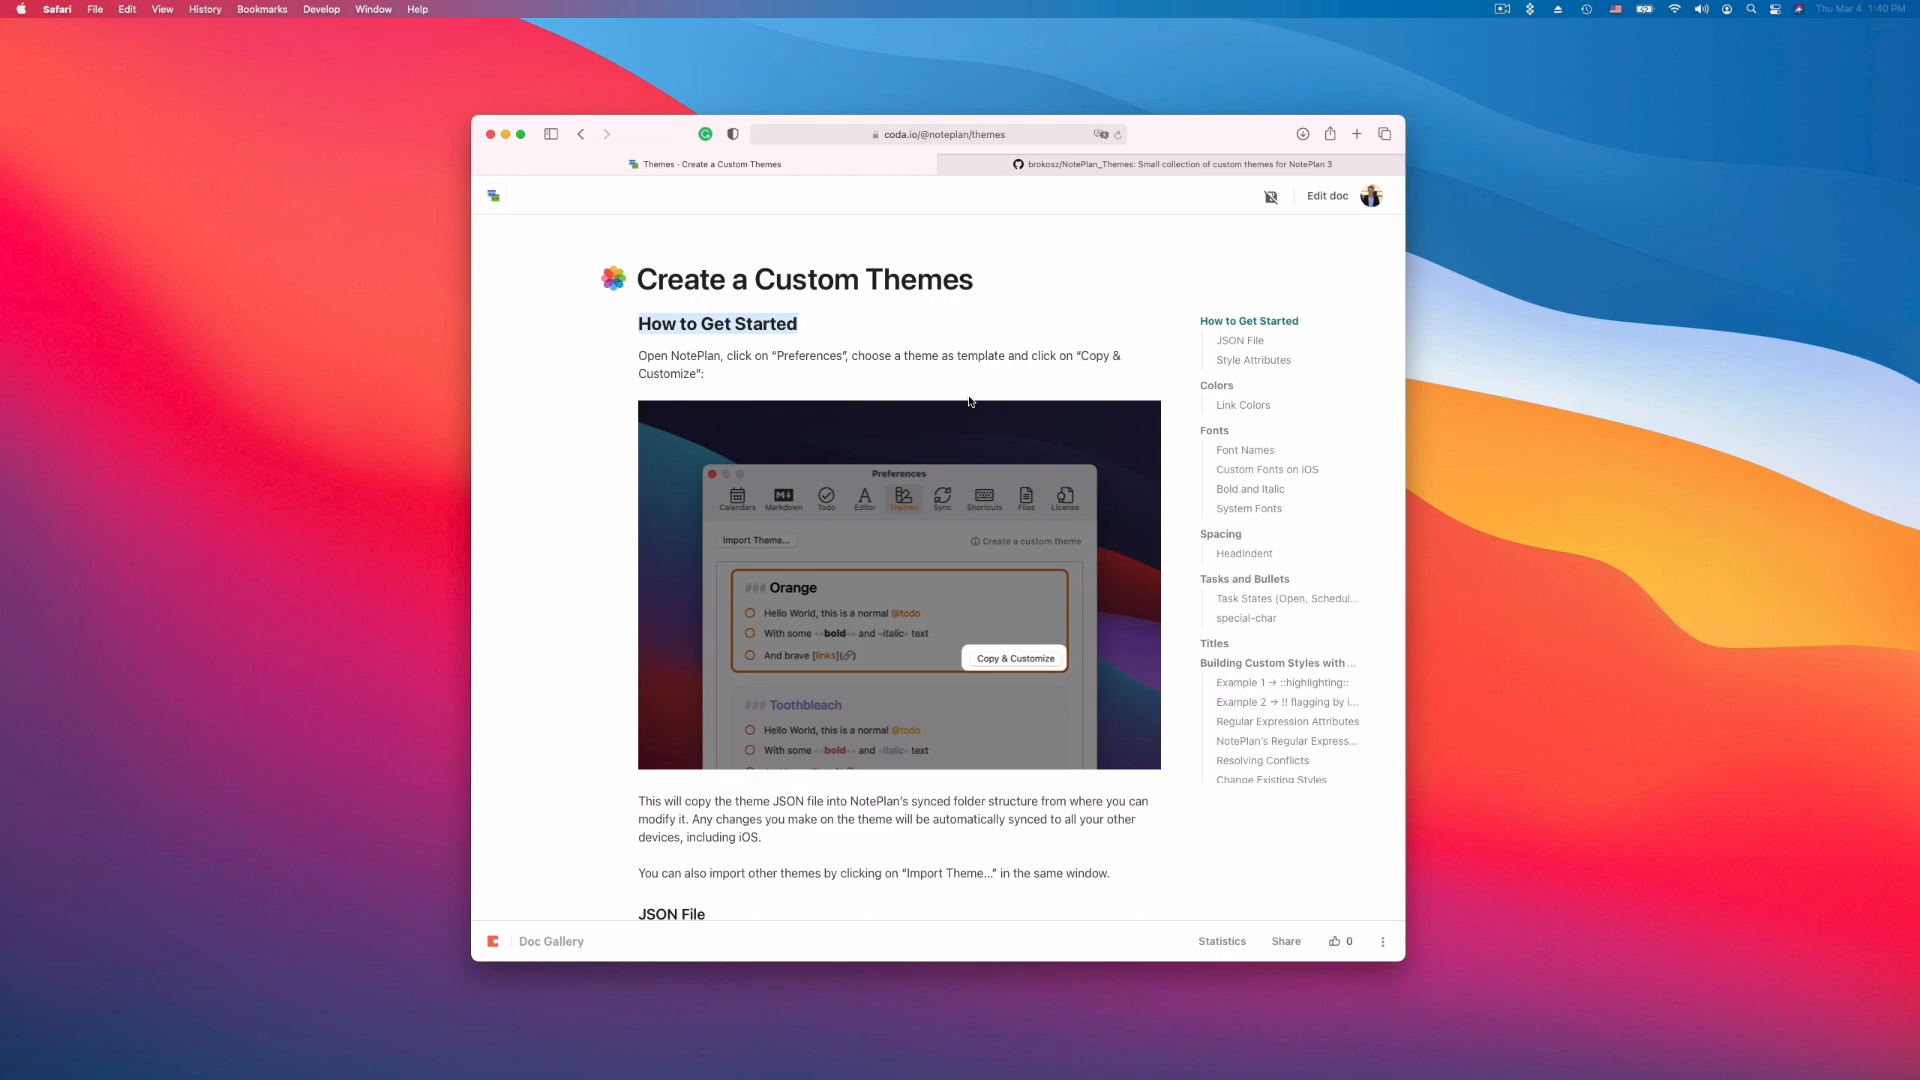 Safari File Edit View History Bookmarks Develop Window Help
Thu Mar 4 1:40 PM
coda.io/@noteplan/themes
Themes · Create a Custom Themes
brokosz/NotePlan_Themes: Small collection of custom themes for NotePlan 3
Edit doc
Create a Custom Themes
How to Get Started
Open NotePlan, click on “Preferences”, choose a theme as template and click on “Copy &
Customize”:
Preferences
Calendars Markdown Todo Editor Themes Sync Shortcuts Files License
Import Theme... Create a custom theme
### Orange
Hello World, this is a normal @todo
With some **bold** and *italic* text
And brave [links](
Copy & Customize
### Toothbleach
Hello World, this is a normal @todo
With some **bold** and *italic* text
This will copy the theme JSON file into NotePlan’s synced folder structure from where you can
modify it. Any changes you make on the theme will be automatically synced to all your other
devices, including iOS.
You can also import other themes by clicking on “Import Theme...” in the same window.
JSON File
How to Get Started
JSON File
Style Attributes
Colors
Link Colors
Fonts
Font Names
Custom Fonts on iOS
Bold and Italic
System Fonts
Spacing
HeadIndent
Tasks and Bullets
Task States (Open, Schedul...
special-char
Titles
Building Custom Styles with ...
Example 1 → ::highlighting::
Example 2 → !! flagging by i...
Regular Expression Attributes
NotePlan's Regular Express...
Resolving Conflicts
Change Existing Styles
Doc Gallery
Statistics Share 0